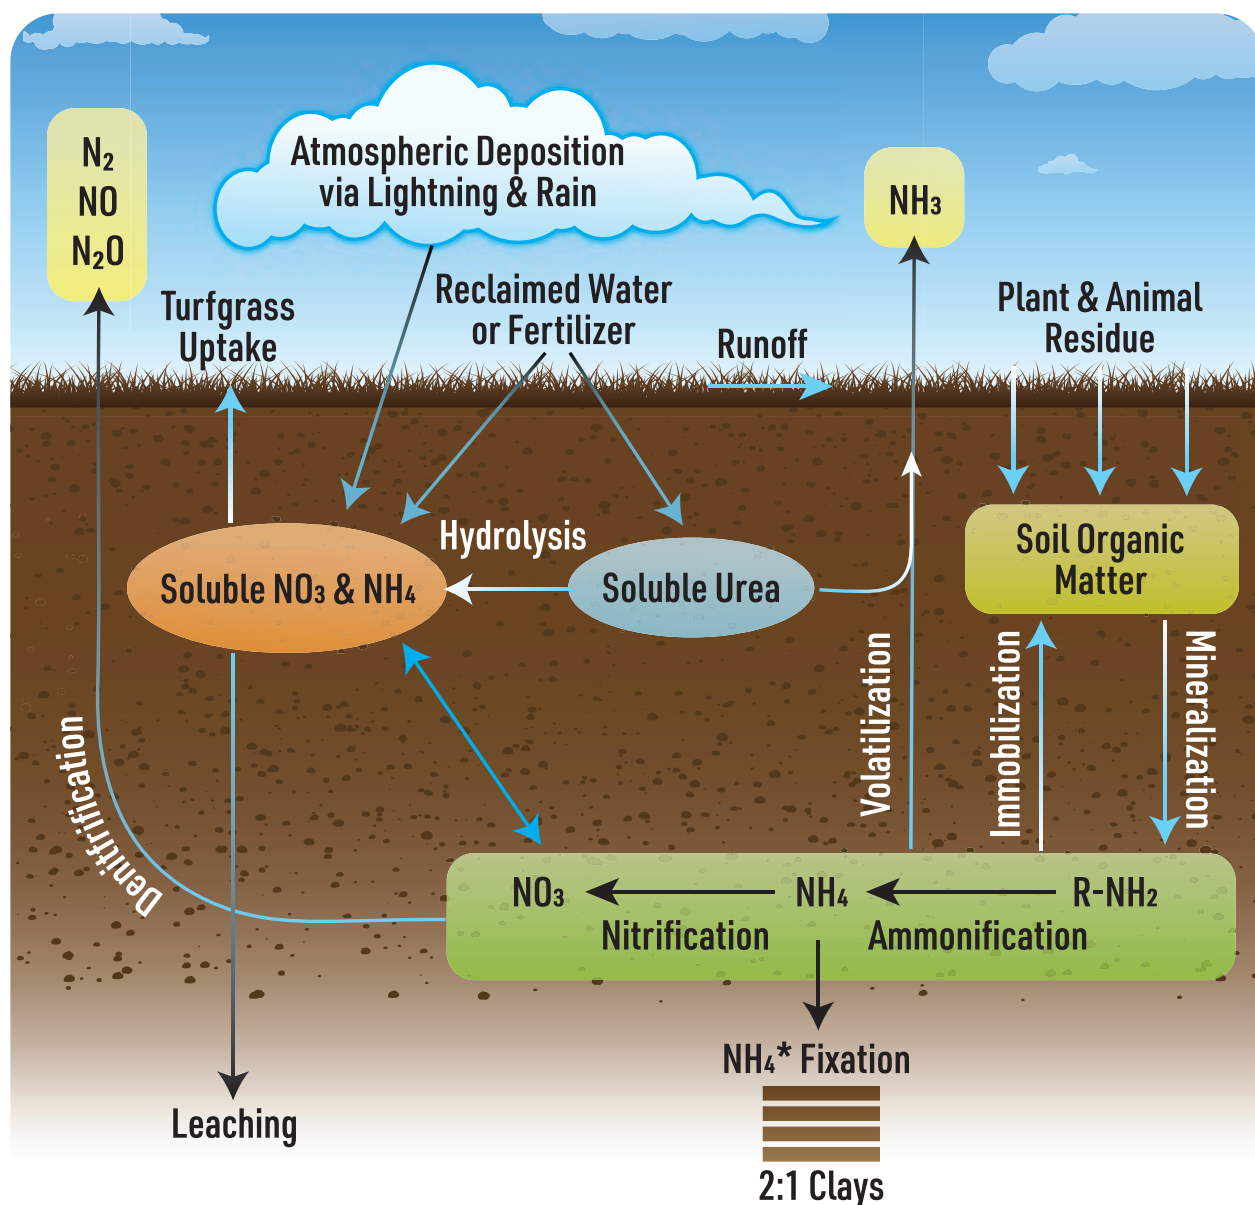 N₂
NO
N₂O
Atmospheric Deposition
via Lightning & Rain
NH₃
Turfgrass
Uptake
Reclaimed Water
or Fertilizer
Runoff
Plant & Animal
Residue
Hydrolysis
Soluble NO₃ & NH₄
Soluble Urea
Soil Organic
Matter
Denitrification
Volatilization
Immobilization
Mineralization
NO₃
NH₄
R-NH₂
Nitrification
Ammonification
NH₄* Fixation
Leaching
2:1 Clays